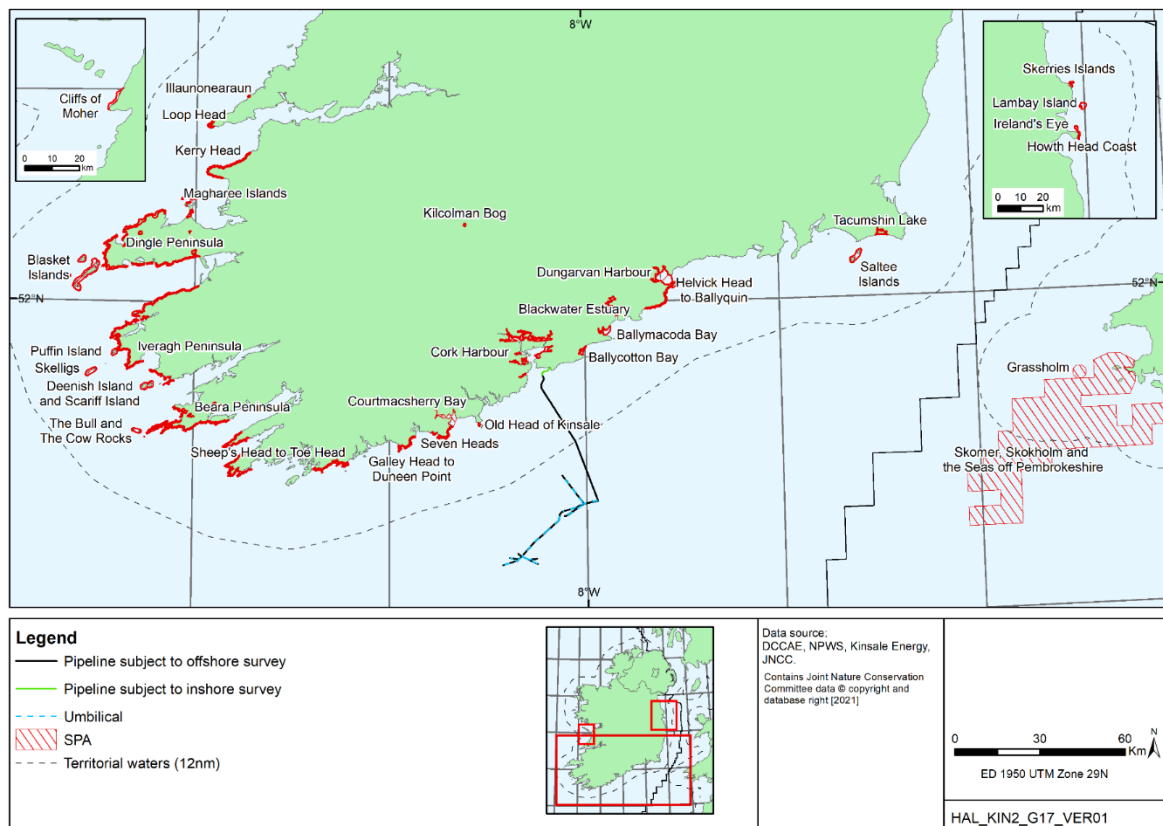 8°W
Cliffs of
Moher
0 10 20
km
Illaunonearaun
Loop Head
Kerry Head
Magharee Islands
Dingle Peninsula
Blasket
Islands
52°N
Puffin Island
Iveragh Peninsula
Skelligs
Deenish Island
and Scariff Island
Beara Peninsula
The Bull and
The Cow Rocks
Sheep's Head to Toe Head
Kilcolman Bog
Dungarvan Harbour
Helvick Head
to Ballyquin
Blackwater Estuary
Ballymacoda Bay
Cork Harbour
Ballycotton Bay
Courtmacsherry Bay
Old Head of Kinsale
Seven Heads
Galley Head to
Duneen Point
Tacumshin Lake
Saltee
Islands
Skerries Islands
Lambay Island
Ireland's Eye
Howth Head Coast
0 10 20
km
52°N
Grassholm
Skomer, Skokholm and
the Seas off Pembrokeshire
8°W
Legend
Pipeline subject to offshore survey
Pipeline subject to inshore survey
Umbilical
SPA
Territorial waters (12nm)
Data source:
DCCAE, NPWS, Kinsale Energy,
JNCC.
Contains Joint Nature Conservation
Committee data © copyright and
database right [2021]
N
0 30 60
Km
ED 1950 UTM Zone 29N
HAL_KIN2_G17_VER01